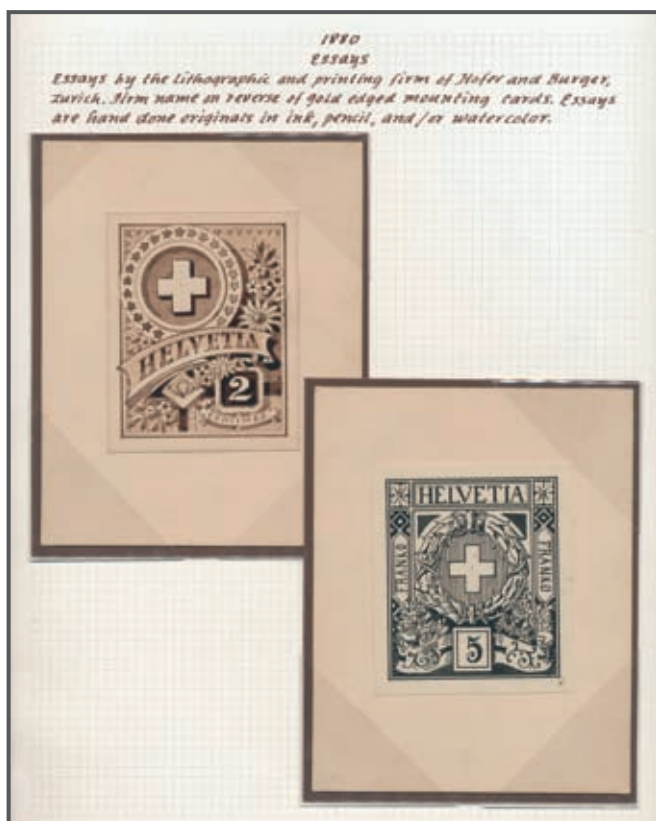 1880
Essays
Essays by the lithographic and printing firm of Hofer and Burger,
Zurich. Firm name on reverse of gold edged mounting cards. Essays
are hand done originals in ink, pencil, and/or watercolor.
HELVETIA
2
CENTIMES
HELVETIA
FRANKO
FRANKO
5